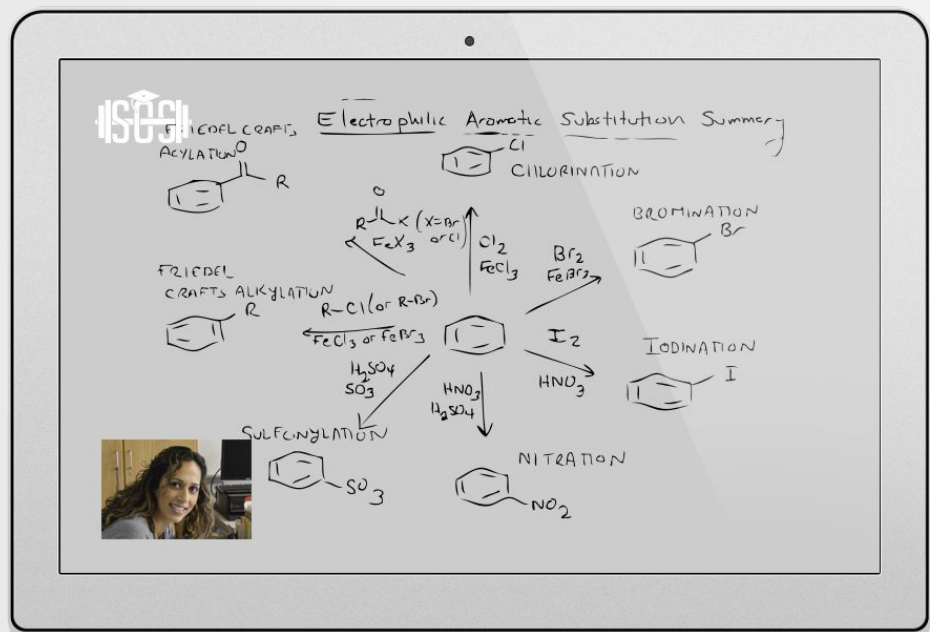 ISOS
Electrophilic Aromatic Substitution Summary
FRIEDEL CRAFTS
ACYLATION
O
R
Cl
CHLORINATION
O
R X (X=Br
or Cl)
FeX3
Cl2
FeCl3
Br2
FeBr3
BROMINATION
Br
FRIEDEL
CRAFTS ALKYLATION
R
R-Cl (or R-Br)
FeCl3 or FeBr3
I2
HNO3
IODINATION
I
H2SO4
SO3
HNO3
H2SO4
SULFONYLATION
SO3
NITRATION
NO2